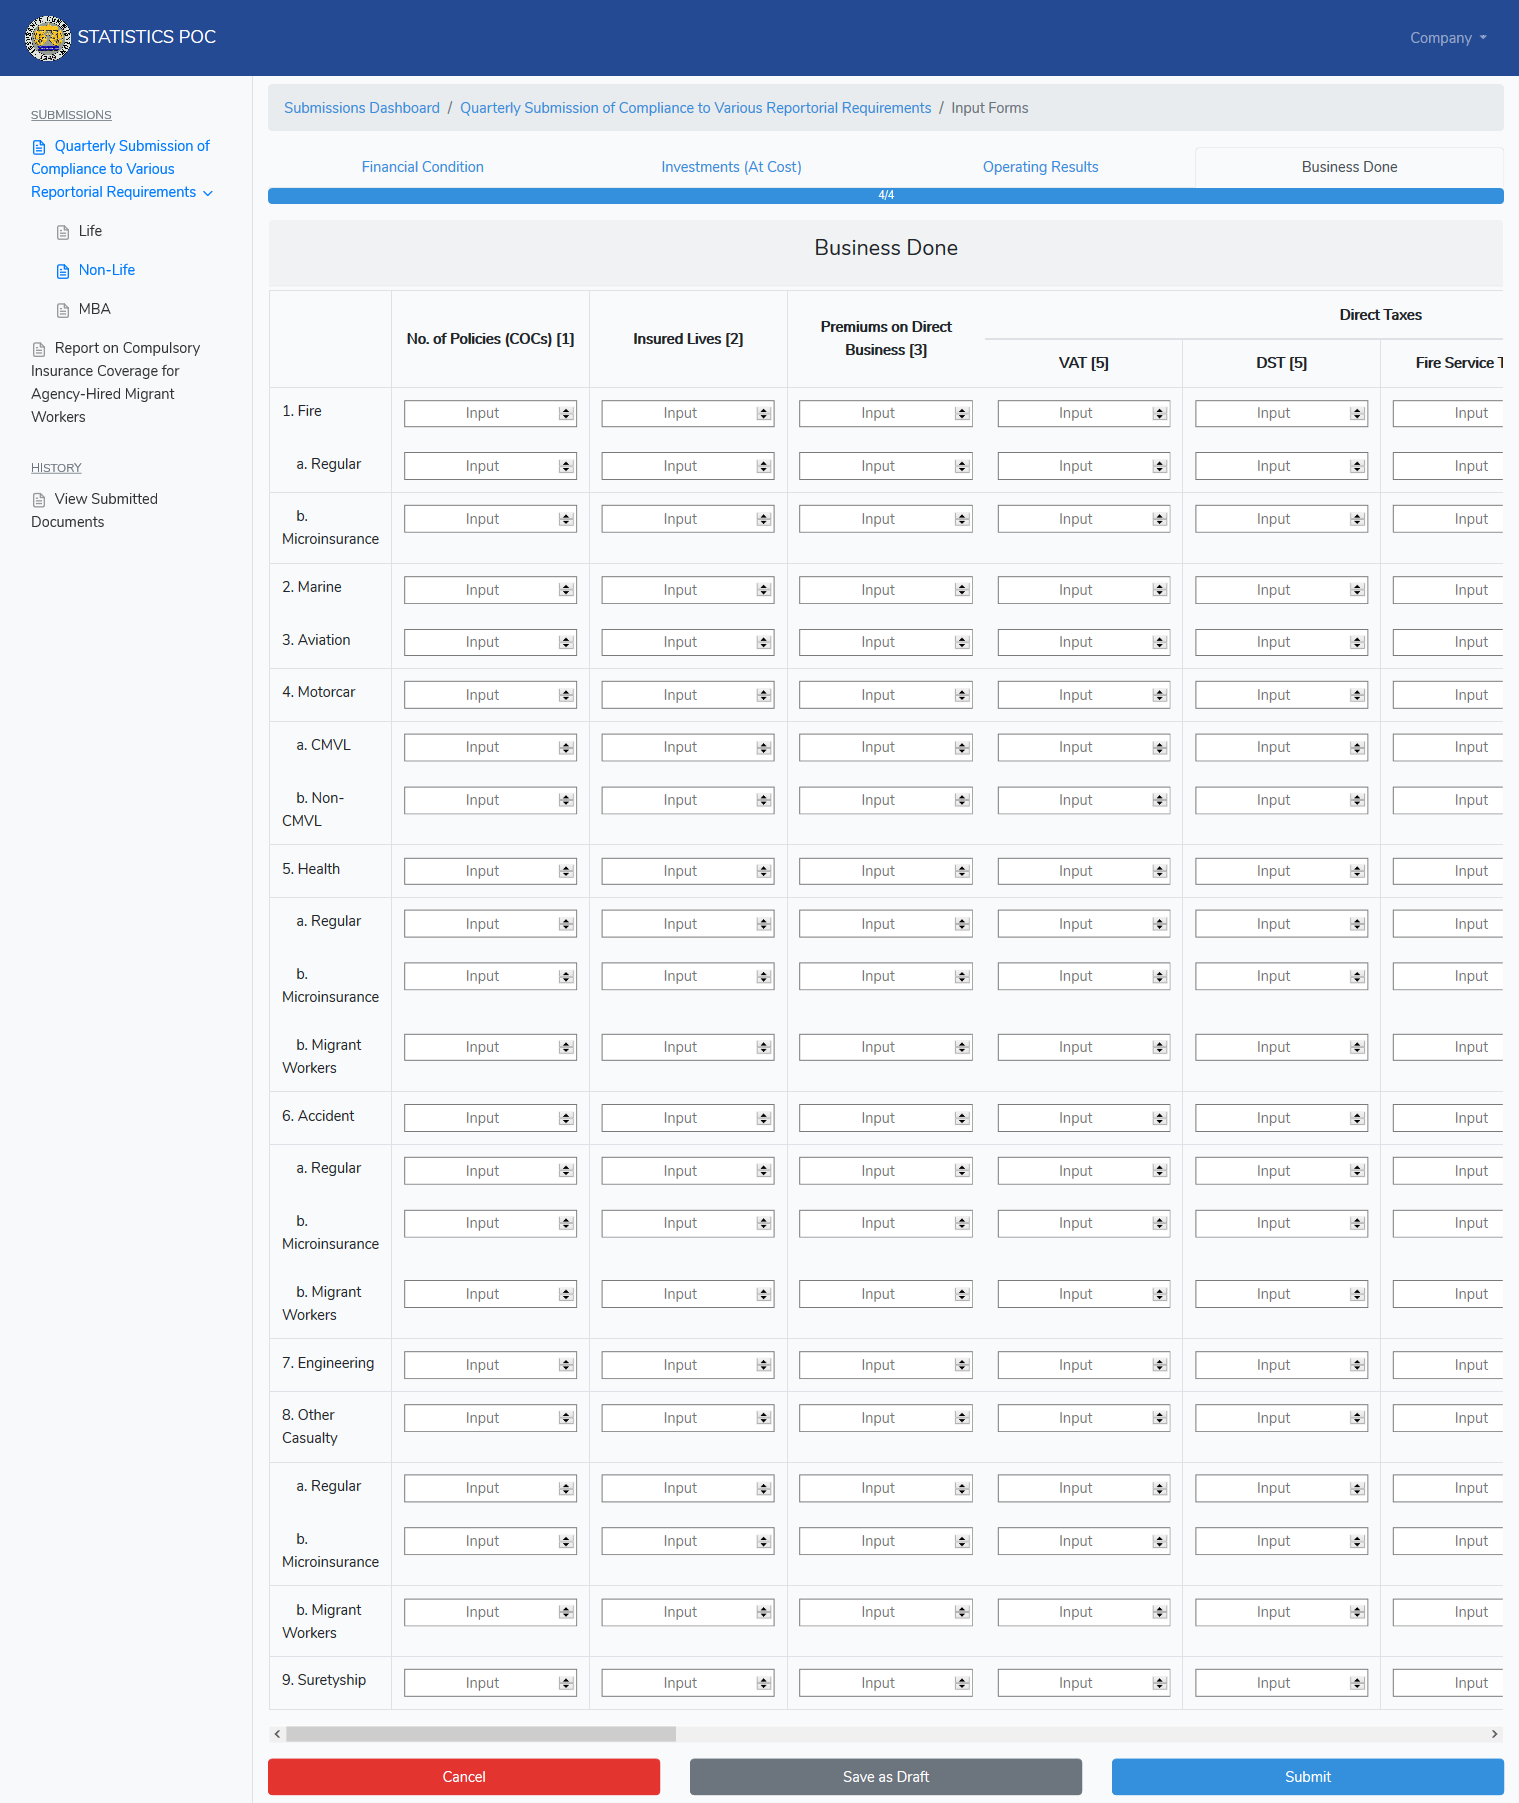 STATISTICS POC
Company
SUBMISSIONS
Quarterly Submission of
Compliance to Various
Reportorial Requirements
Life
Non-Life
MBA
Report on Compulsory
Insurance Coverage for
Agency-Hired Migrant
Workers
HISTORY
View Submitted
Documents
Submissions Dashboard / Quarterly Submission of Compliance to Various Reportorial Requirements / Input Forms
Financial Condition Investments (At Cost) Operating Results Business Done
4/4
Business Done
No. of Policies (COCs) [1] Insured Lives [2] Premiums on Direct Business [3] Direct Taxes
VAT [5] DST [5] Fire Service T
1. Fire Input Input Input Input Input Input
a. Regular Input Input Input Input Input Input
b. Input Input Input Input Input Input
Microinsurance
2. Marine Input Input Input Input Input Input
3. Aviation Input Input Input Input Input Input
4. Motorcar Input Input Input Input Input Input
a. CMVL Input Input Input Input Input Input
b. Non- Input Input Input Input Input Input
CMVL
5. Health Input Input Input Input Input Input
a. Regular Input Input Input Input Input Input
b. Input Input Input Input Input Input
Microinsurance
b. Migrant Input Input Input Input Input Input
Workers
6. Accident Input Input Input Input Input Input
a. Regular Input Input Input Input Input Input
b. Input Input Input Input Input Input
Microinsurance
b. Migrant Input Input Input Input Input Input
Workers
7. Engineering Input Input Input Input Input Input
8. Other Input Input Input Input Input Input
Casualty
a. Regular Input Input Input Input Input Input
b. Input Input Input Input Input Input
Microinsurance
b. Migrant Input Input Input Input Input Input
Workers
9. Suretyship Input Input Input Input Input Input
Cancel Save as Draft Submit